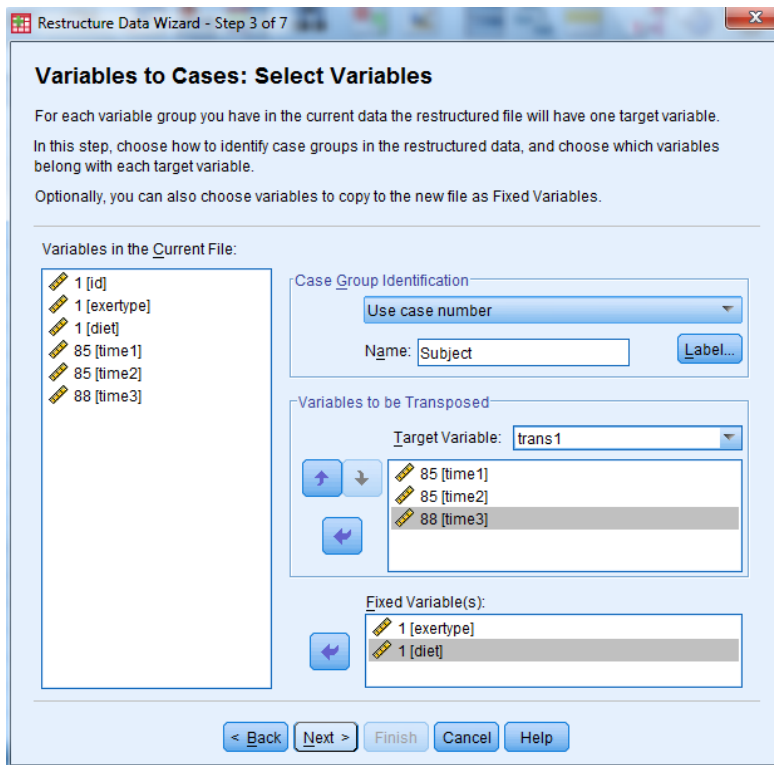 Restructure Data Wizard - Step 3 of 7
X
Variables to Cases: Select Variables
For each variable group you have in the current data the restructured file will have one target variable.
In this step, choose how to identify case groups in the restructured data, and choose which variables
belong with each target variable.
Optionally, you can also choose variables to copy to the new file as Fixed Variables.
Variables in the Current File:
1 [id]
1 [exertype]
1 [diet]
85 [time1]
85 [time2]
88 [time3]
Case Group Identification
Use case number
Name: Subject
Label...
Variables to be Transposed
Target Variable: trans1
85 [time1]
85 [time2]
88 [time3]
Fixed Variable(s):
1 [exertype]
1 [diet]
< Back Next > Finish Cancel Help